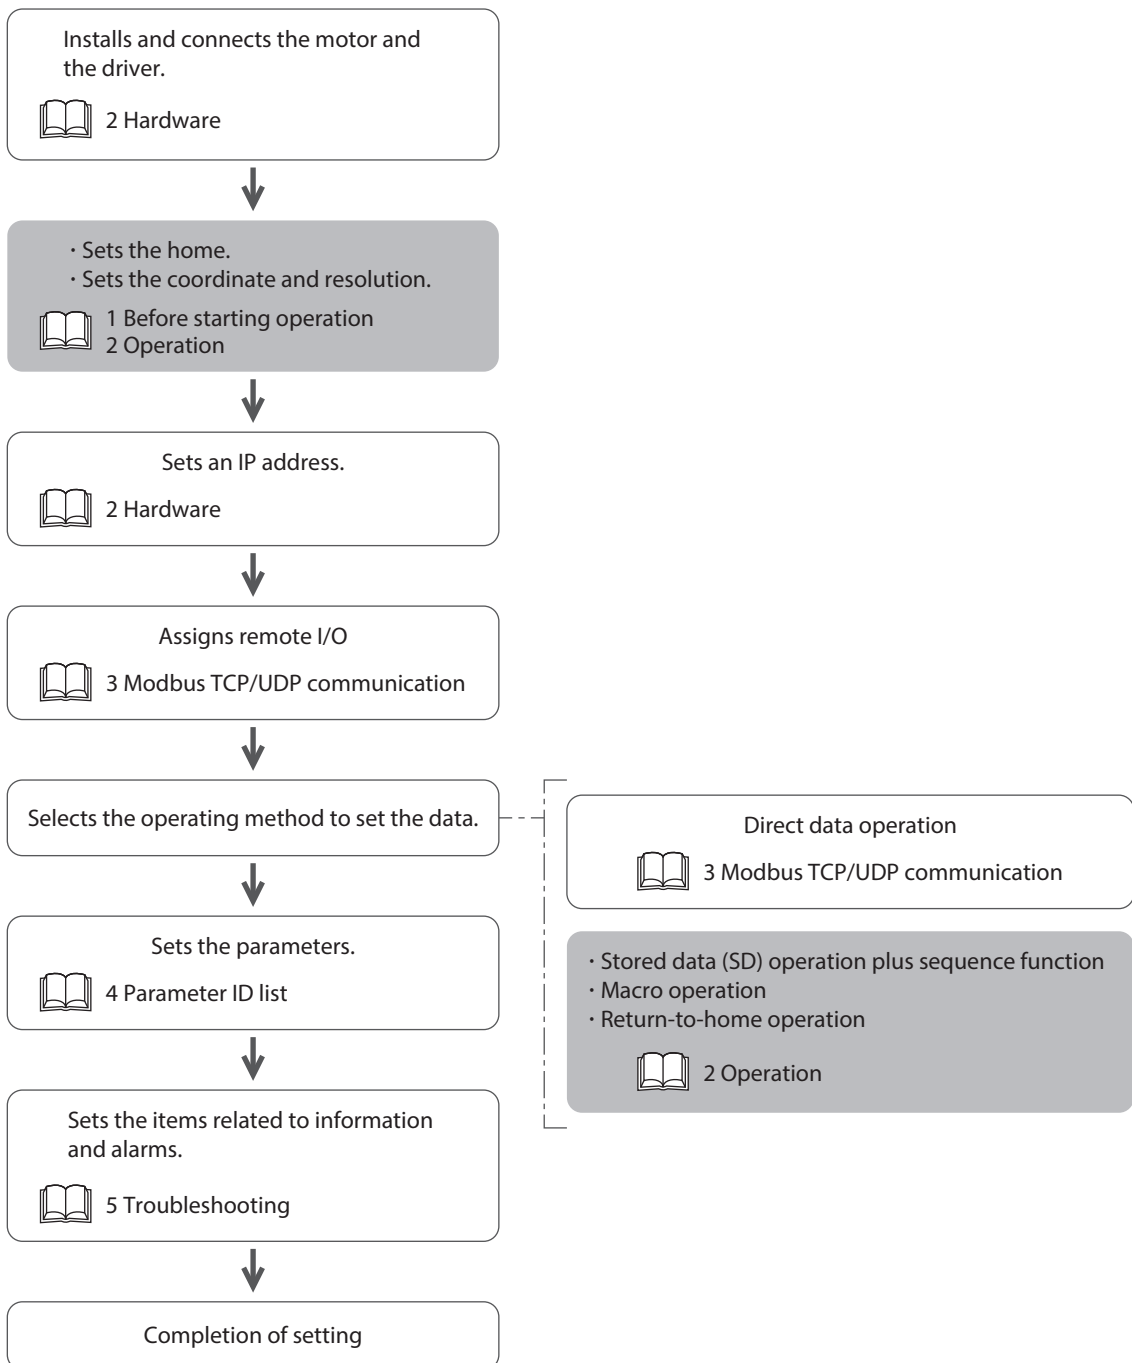 Installs and connects the motor and
the driver.
2 Hardware
· Sets the home.
· Sets the coordinate and resolution.
1 Before starting operation
2 Operation
Sets an IP address.
2 Hardware
Assigns remote I/O
3 Modbus TCP/UDP communication
Selects the operating method to set the data.
Direct data operation
3 Modbus TCP/UDP communication
· Stored data (SD) operation plus sequence function
· Macro operation
· Return-to-home operation
2 Operation
Sets the parameters.
4 Parameter ID list
Sets the items related to information
and alarms.
5 Troubleshooting
Completion of setting